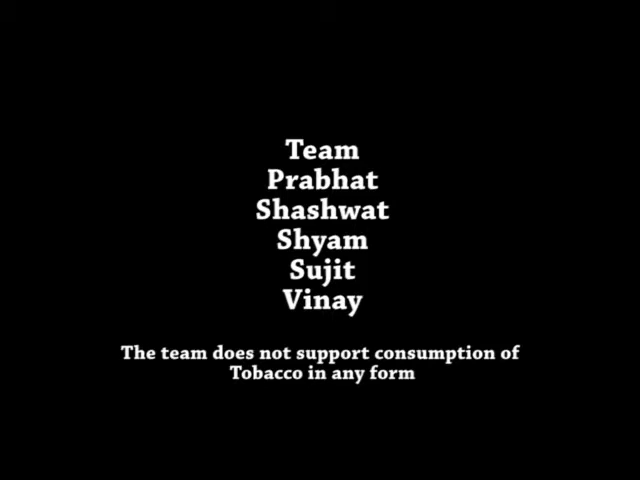 Team
Prabhat
Shashwat
Shyam
Sujit
Vinay
The team does not support consumption of
Tobacco in any form